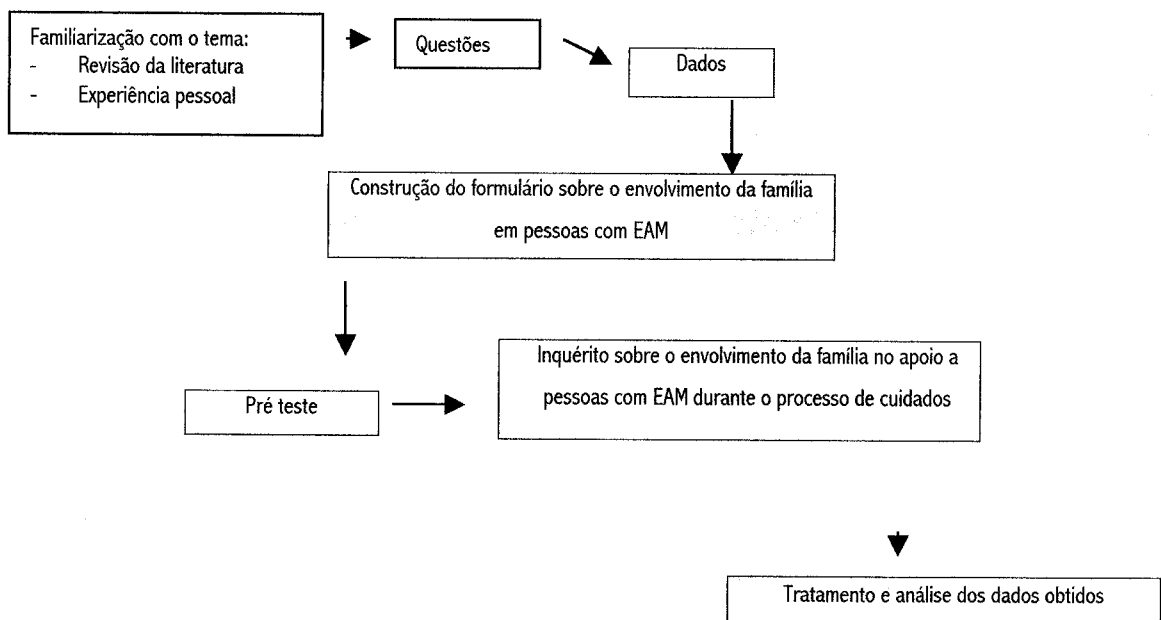 Familiarização com o tema:
- Revisão da literatura
- Experiência pessoal
Questões
Dados
Construção do formulário sobre o envolvimento da família
em pessoas com EAM
Pré teste
Inquérito sobre o envolvimento da família no apoio a
pessoas com EAM durante o processo de cuidados
Tratamento e análise dos dados obtidos